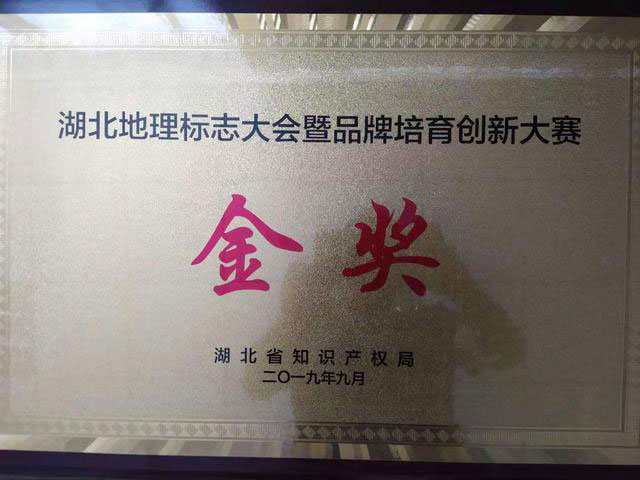 湖北地理标志大会暨品牌培育创新大赛
金奖
湖北省知识产权局
二〇一九年九月